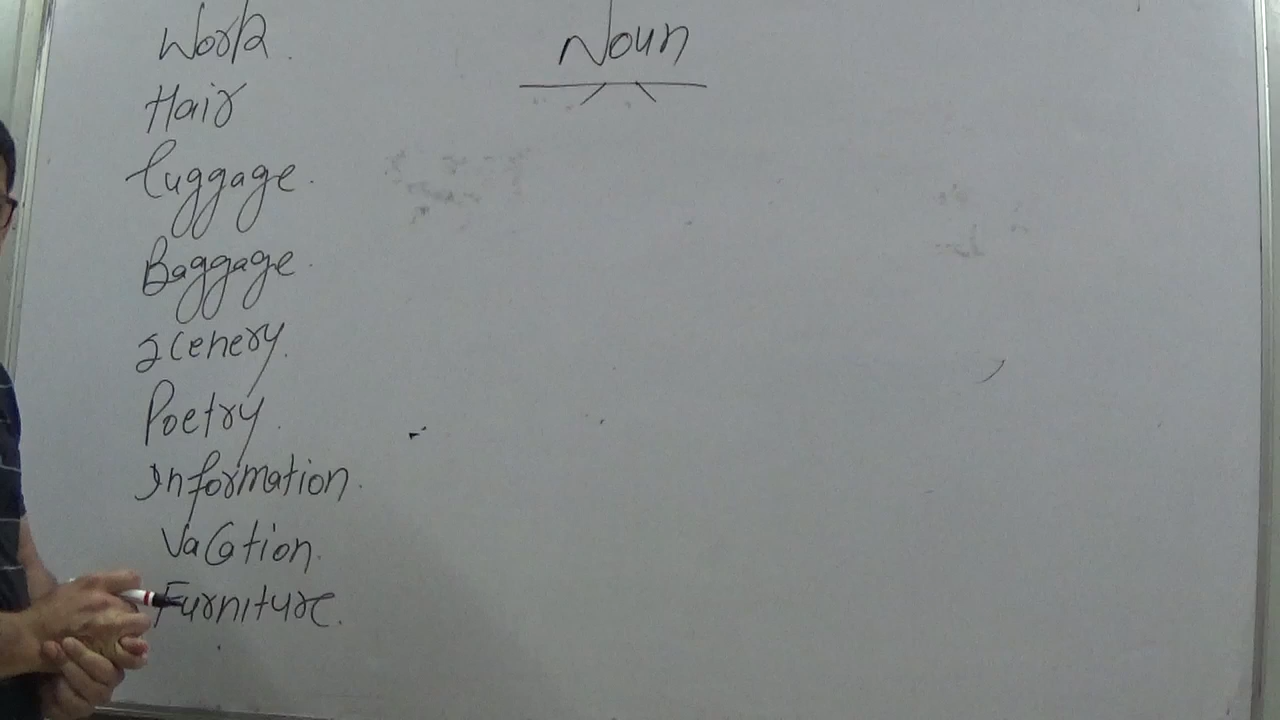 Noun
Work.
Hair
Luggage.
Baggage.
Scenery.
Poetry.
Information.
Vacation.
Furniture.